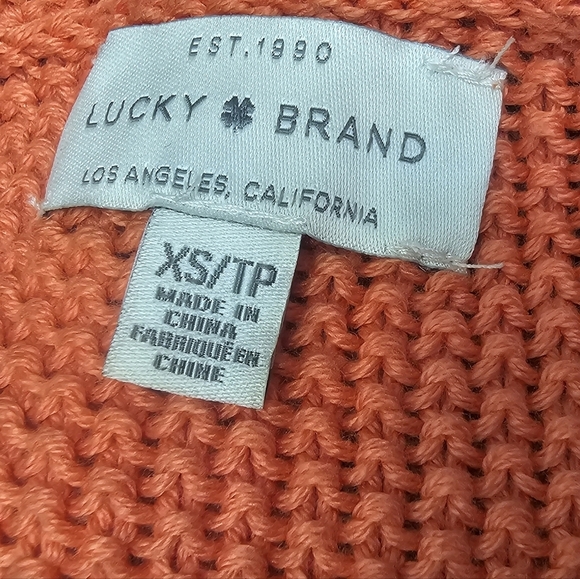 EST.1990
LUCKY BRAND
LOS ANGELES, CALIFORNIA
XS/TP
MADE IN
CHINA
FABRIQUÉ EN
CHINE